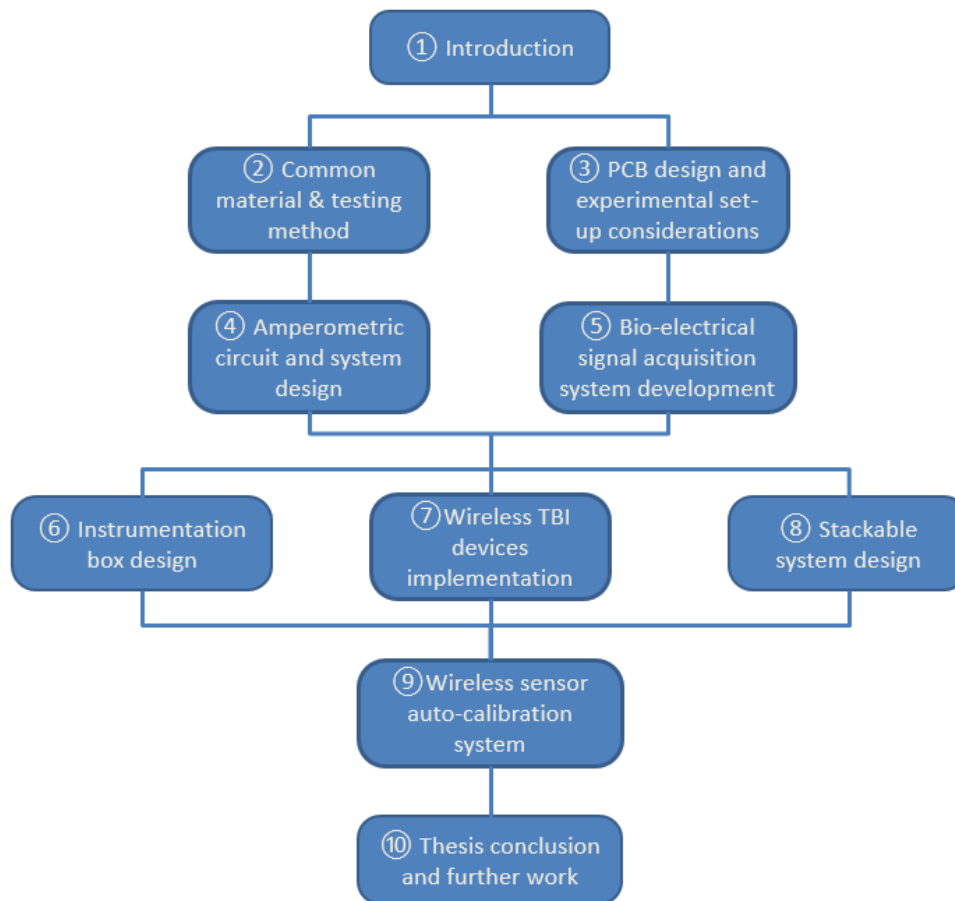 ① Introduction
② Common
material & testing
method
③ PCB design and
experimental set-
up considerations
④ Amperometric
circuit and system
design
⑤ Bio-electrical
signal acquisition
system development
⑥ Instrumentation
box design
⑦ Wireless TBI
devices
implementation
⑧ Stackable
system design
⑨ Wireless sensor
auto-calibration
system
⑩ Thesis conclusion
and further work